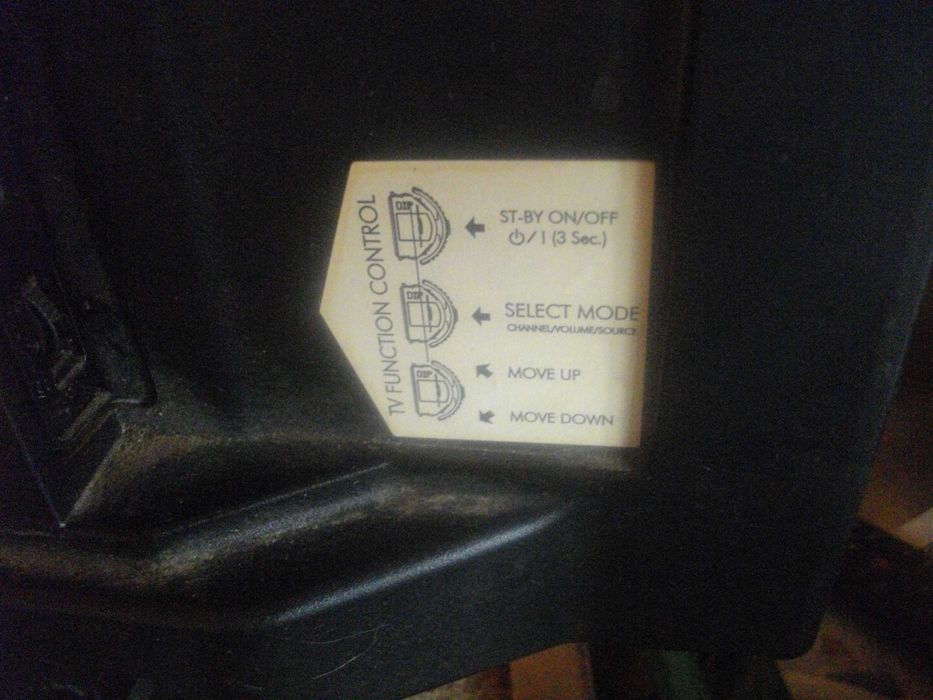 TV FUNCTION CONTROL
DIP
ST-BY ON/OFF
⏻/I (3 Sec.)
DIP
SELECT MODE
CHANNEL/VOLUME/SOURCE
DIP
MOVE UP
MOVE DOWN